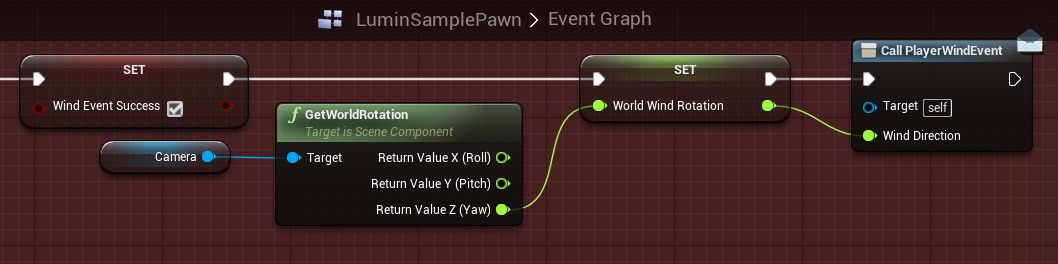 LuminSamplePawn > Event Graph
SET
Wind Event Success
SET
World Wind Rotation
Call PlayerWindEvent
Target self
Wind Direction
f GetWorldRotation
Target is Scene Component
Camera
Target
Return Value X (Roll)
Return Value Y (Pitch)
Return Value Z (Yaw)